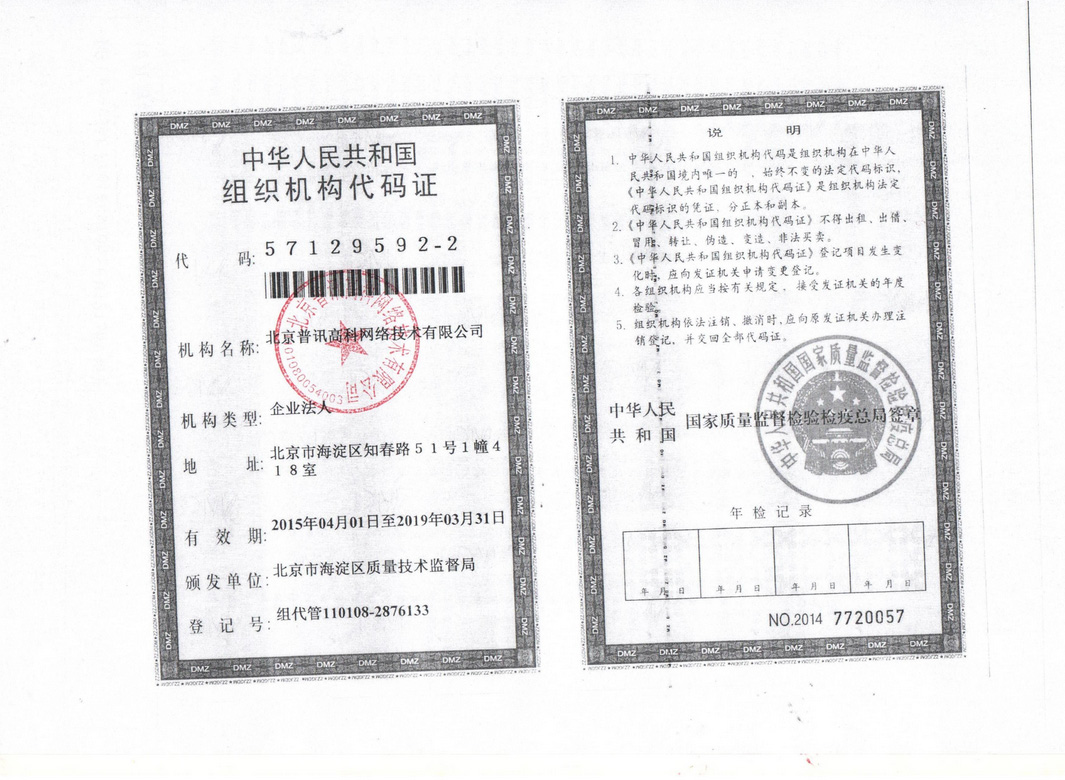 中华人民共和国
组织机构代码证
代 码: 57129592-2
机构名称: 北京普讯高科网络技术有限公司
机构类型: 企业法人
地 址: 北京市海淀区知春路51号1幢4
18室
有 效 期: 2015年04月01日至2019年03月31日
颁发单位: 北京市海淀区质量技术监督局
登 记 号: 组代管110108-2876133
说 明
1. 中华人民共和国组织机构代码是组织机构在中华人
民共和国境内唯一的、始终不变的法定代码标识,
《中华人民共和国组织机构代码证》是组织机构法定
代码标识的凭证,分正本和副本。
2.《中华人民共和国组织机构代码证》不得出租、出借、
冒用、转让、伪造、变造、非法买卖。
3.《中华人民共和国组织机构代码证》登记项目发生变
化时,应向发证机关申请变更登记。
4. 各组织机构应当按有关规定,接受发证机关的年度
检验。
5. 组织机构依法注销、撤消时,应向原发证机关办理注
销登记,并交回全部代码证。
中华人民
共和国
国家质量监督检验检疫总局签章
中华人民共和国国家质量监督检验检疫总局
年检记录
年 月 日 年 月 日 年 月 日 年 月 日
NO.2014 7720057